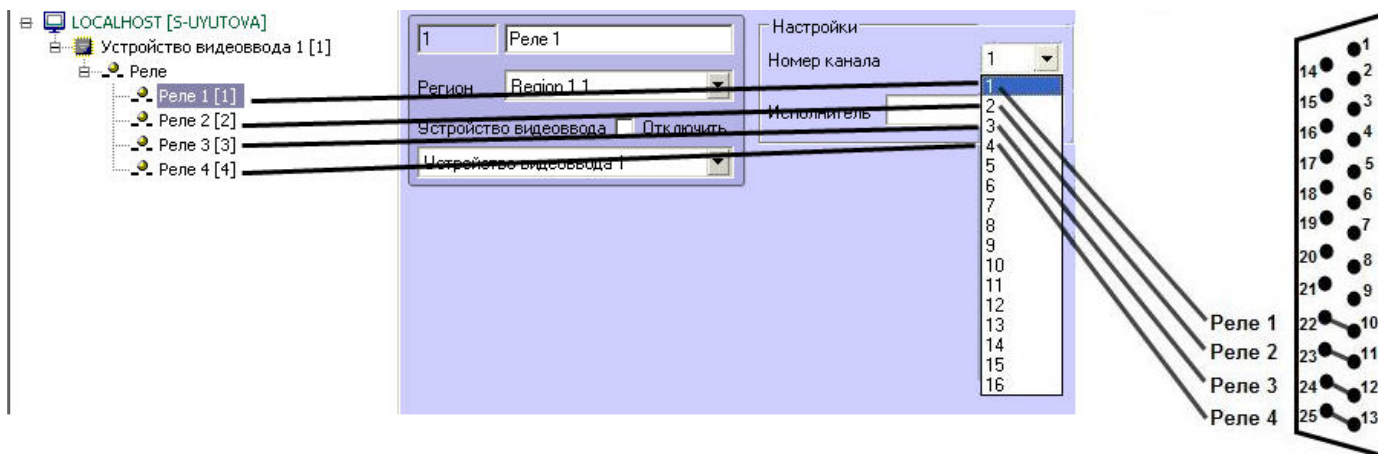 LOCALHOST [S-UYUTOVA]
Устройство видеоввода 1 [1]
Реле
Реле 1 [1]
Реле 2 [2]
Реле 3 [3]
Реле 4 [4]
1
Реле 1
Регион
Region 1.1
Устройство видеоввода
Отключить
Устройство видеоввода 1
Настройки
Номер канала
1
Исполнитель
1
2
3
4
5
6
7
8
9
10
11
12
13
14
15
16
Реле 1
Реле 2
Реле 3
Реле 4
14
15
16
17
18
19
20
21
22
23
24
25
1
2
3
4
5
6
7
8
9
10
11
12
13